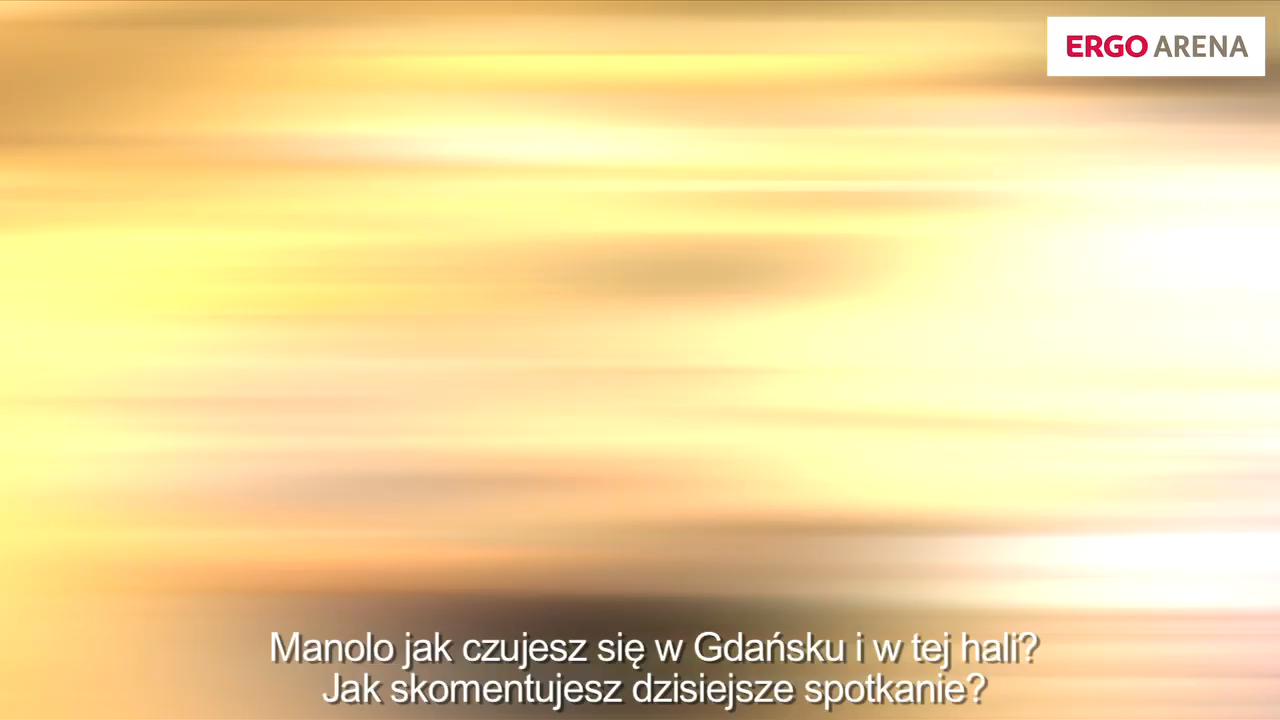 ERGO ARENA
Manolo jak czujesz się w Gdańsku i w tej hali?
Jak skomentujesz dzisiejsze spotkanie?